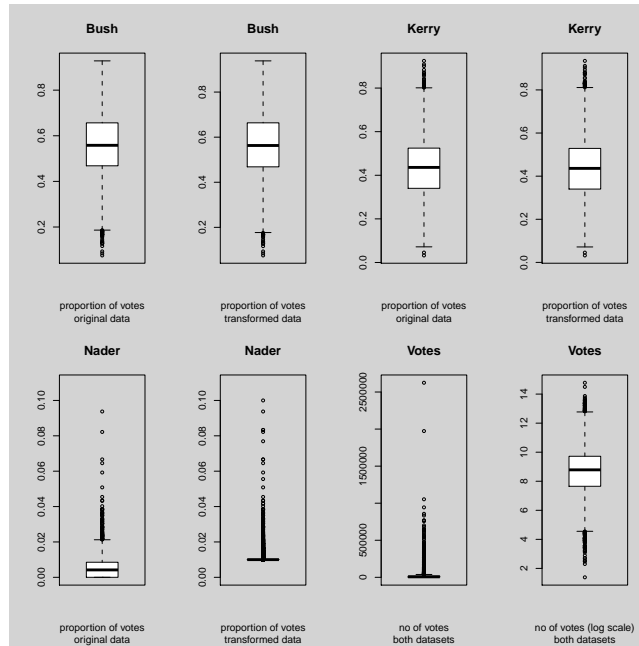 Bush
Bush
Kerry
Kerry
0.8
0.6
0.4
0.2
0.8
0.6
0.4
0.2
0.8
0.6
0.4
0.2
0.0
0.8
0.6
0.4
0.2
0.0
proportion of votes
original data
proportion of votes
transformed data
proportion of votes
original data
proportion of votes
transformed data
Nader
Nader
Votes
Votes
0.10
0.08
0.06
0.04
0.02
0.00
0.10
0.08
0.06
0.04
0.02
0.00
2500000
1500000
500000
0
14
12
10
8
6
4
2
proportion of votes
original data
proportion of votes
transformed data
no of votes
both datasets
no of votes (log scale)
both datasets